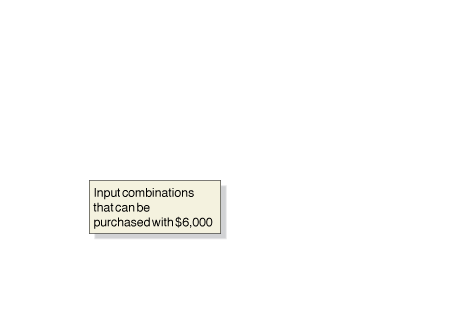 Input combinations
that can be
purchased with $6,000